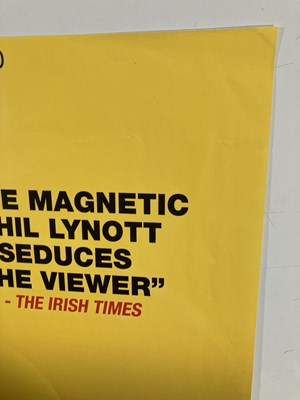 E MAGNETIC
HIL LYNOTT
SEDUCES
HE VIEWER”
- THE IRISH TIMES